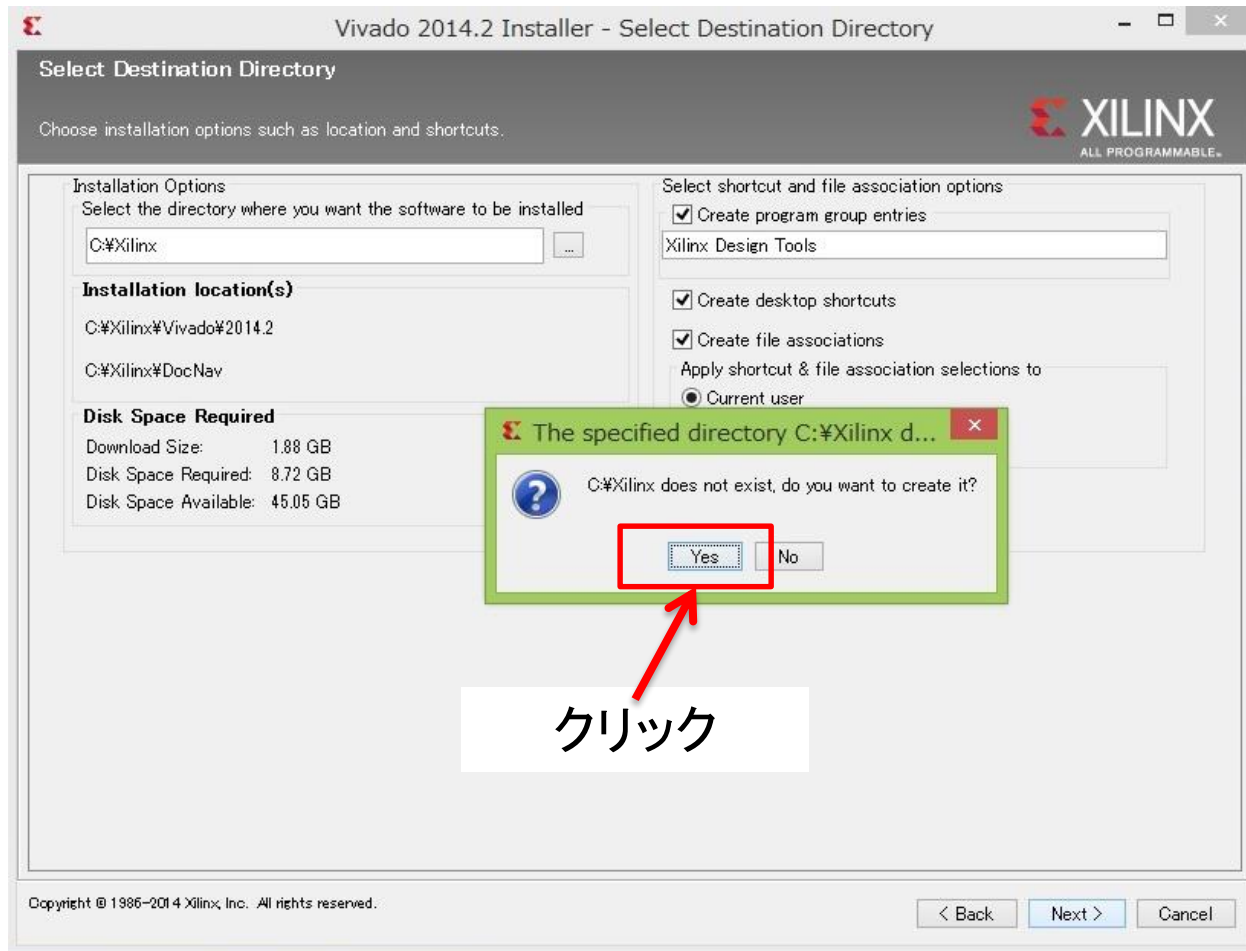 Vivado 2014.2 Installer - Select Destination Directory
Select Destination Directory
Choose installation options such as location and shortcuts.
XILINX
ALL PROGRAMMABLE™
Installation Options
Select the directory where you want the software to be installed
C:¥Xilinx
...
Installation location(s)
C:¥Xilinx¥Vivado¥2014.2
C:¥Xilinx¥DocNav
Disk Space Required
Download Size: 1.88 GB
Disk Space Required: 8.72 GB
Disk Space Available: 45.05 GB
Select shortcut and file association options
Create program group entries
Xilinx Design Tools
Create desktop shortcuts
Create file associations
Apply shortcut & file association selections to
Current user
The specified directory C:¥Xilinx d...
C:¥Xilinx does not exist, do you want to create it?
Yes No
クリック
Copyright © 1986-2014 Xilinx, Inc. All rights reserved.
< Back Next > Cancel